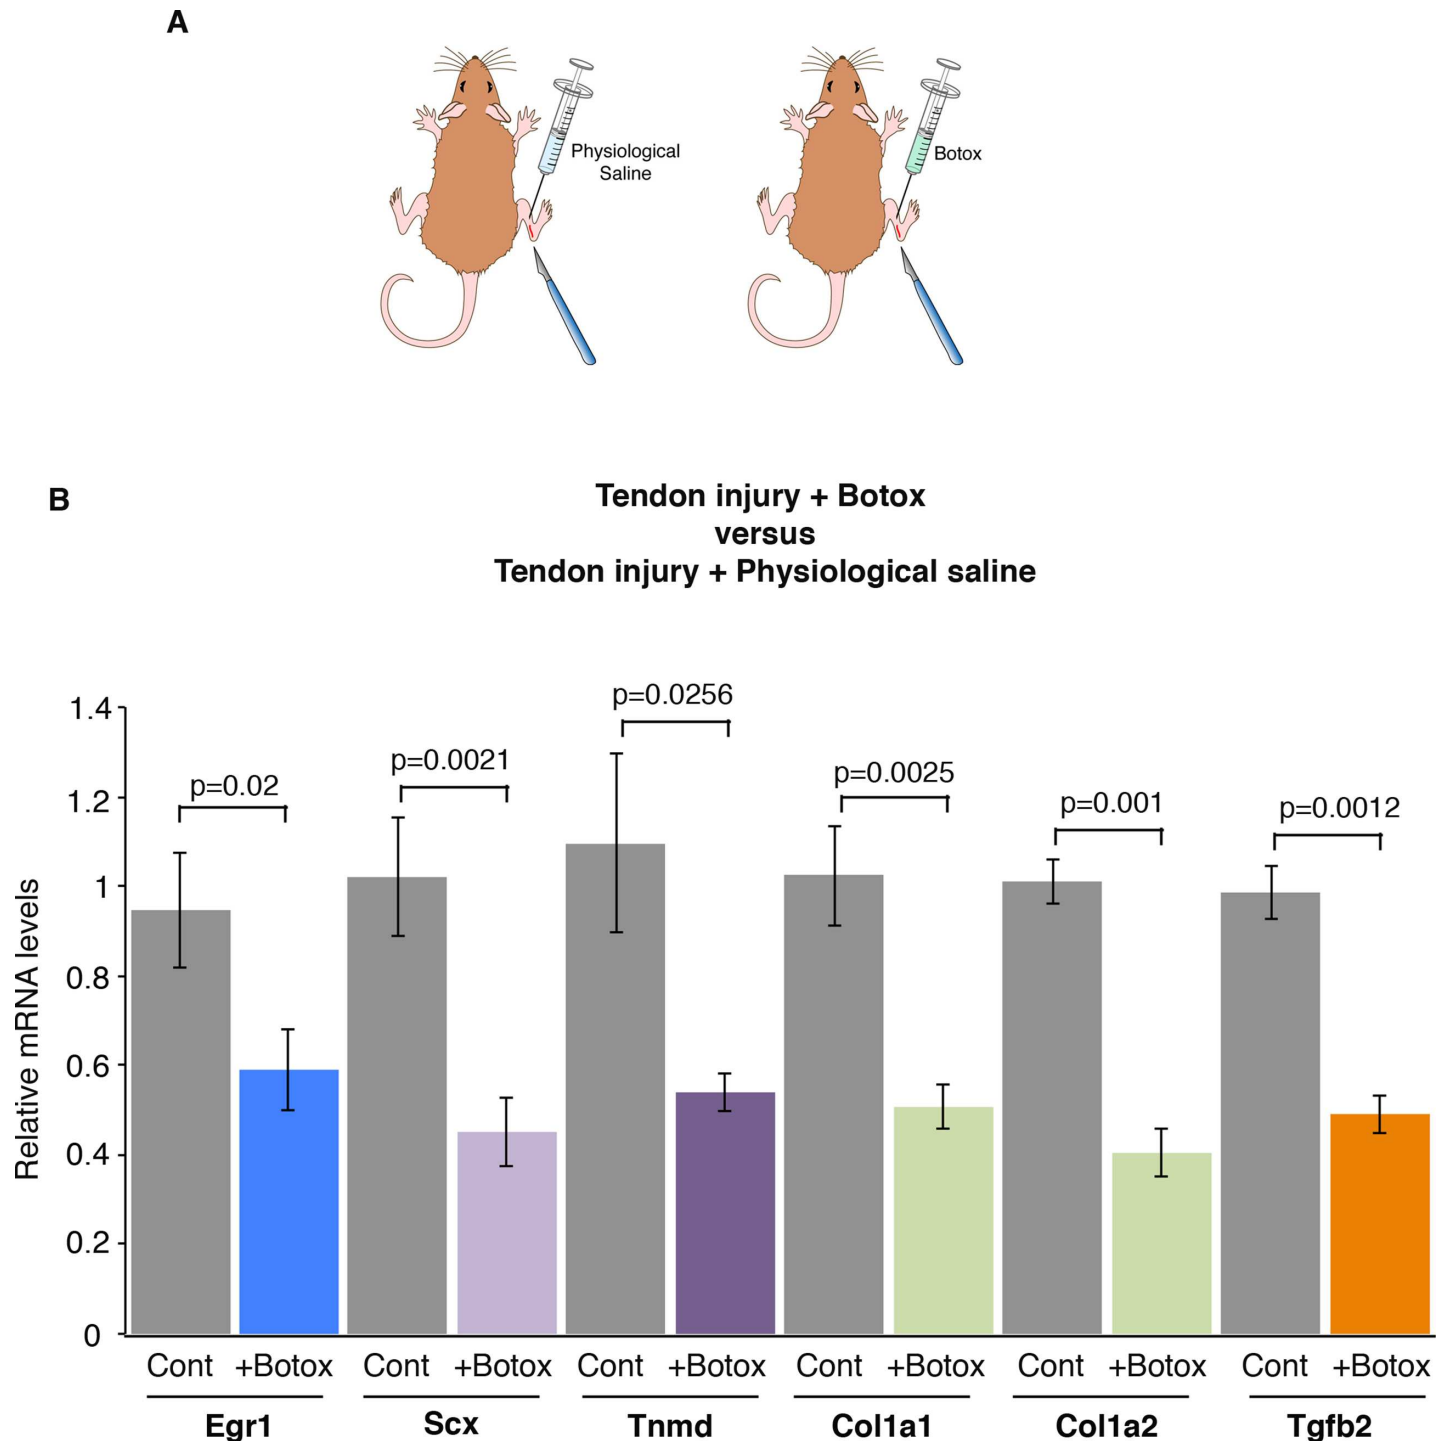 A
Physiological
Saline
Botox
B
Tendon injury + Botox
versus
Tendon injury + Physiological saline
Relative mRNA levels
1.4
1.2
1
0.8
0.6
0.4
0.2
0
p=0.02
p=0.0021
p=0.0256
p=0.0025
p=0.001
p=0.0012
Cont +Botox Cont +Botox Cont +Botox Cont +Botox Cont +Botox Cont +Botox
Egr1 Scx Tnmd Col1a1 Col1a2 Tgfb2